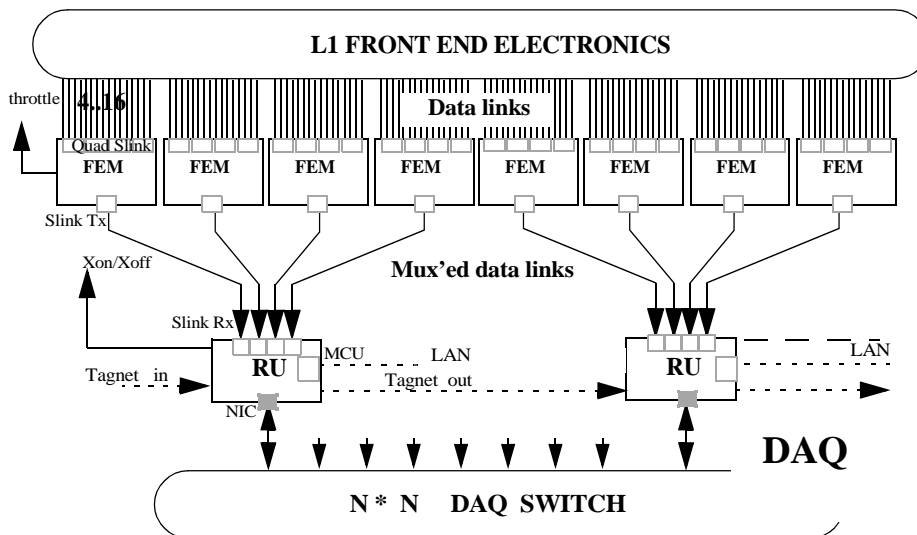 L1 FRONT END ELECTRONICS
throttle
4..16
Data links
Quad Slink
FEM FEM FEM FEM FEM FEM FEM FEM
Slink Tx
Xon/Xoff
Mux'ed data links
Slink Rx
MCU
LAN
LAN
RU
RU
Tagnet in
Tagnet out
NIC
DAQ
N * N DAQ SWITCH